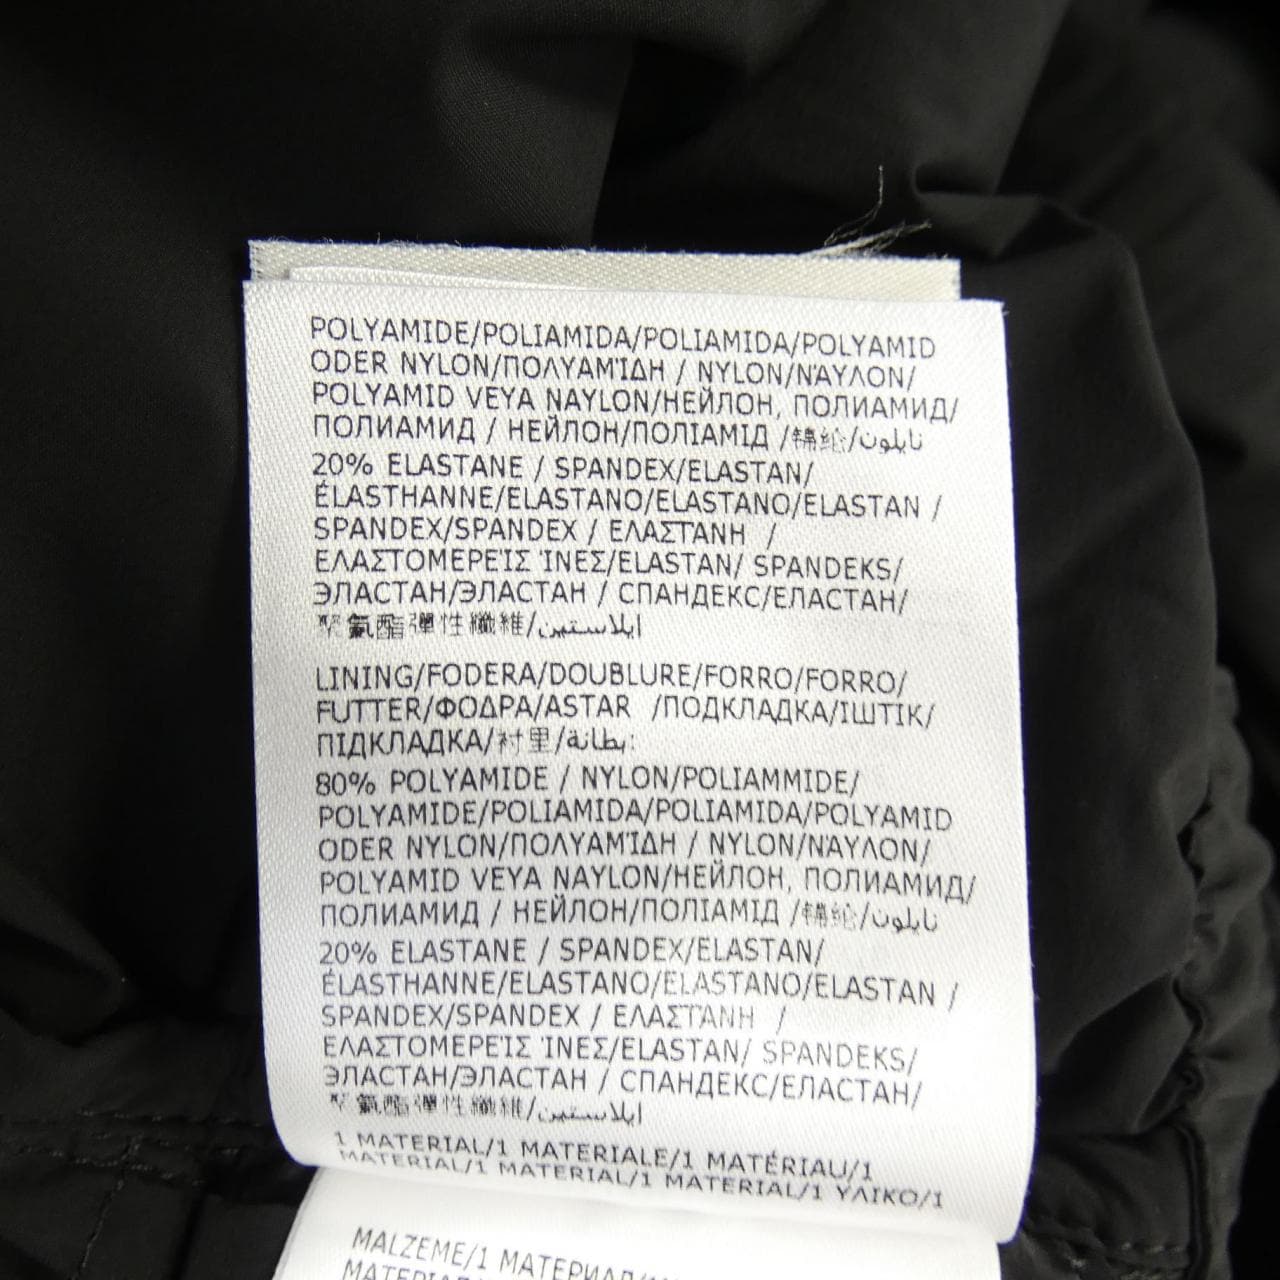 POLYAMIDE/POLIAMIDA/POLIAMIDA/POLYAMID
ODER NYLON/ΠΟΛΥΑΜΊΔΗ / NYLON/ΝΆΥΛΟΝ/
POLYAMID VEYA NAYLON/НЕЙЛОН, ПОЛИАМИД/
ПОЛИАМИД / НЕЙЛОН/ПОЛІАМІД /錦纶/نايلون
20% ELASTANE / SPANDEX/ELASTAN/
ÉLASTHANNE/ELASTANO/ELASTANO/ELASTAN /
SPANDEX/SPANDEX / ΕΛΑΣΤΆΝΗ /
ΕΛΑΣΤΟΜΕΡΕΊΣ ΊΝΕΣ/ELASTAN/ SPANDEKS/
ЭЛАСТАН/ЭЛАСТАН / СПАНДЕКС/ЕЛАСТАН/
聚氨酯彈性纖維/ايلاستين
LINING/FODERA/DOUBLURE/FORRO/FORRO/
FUTTER/ΦΟΔΡΑ/ASTAR /ПОДКЛАДКА/ІШТІК/
ПІДКЛАДКА/衬里/بطانة:
80% POLYAMIDE / NYLON/POLIAMMIDE/
POLYAMIDE/POLIAMIDA/POLIAMIDA/POLYAMID
ODER NYLON/ΠΟΛΥΑΜΊΔΗ / NYLON/ΝΆΥΛΟΝ/
POLYAMID VEYA NAYLON/НЕЙЛОН, ПОЛИАМИД/
ПОЛИАМИД / НЕЙЛОН/ПОЛІАМІД /錦纶/نايلون
20% ELASTANE / SPANDEX/ELASTAN/
ÉLASTHANNE/ELASTANO/ELASTANO/ELASTAN /
SPANDEX/SPANDEX / ΕΛΑΣΤΆΝΗ /
ΕΛΑΣΤΟΜΕΡΕΊΣ ΊΝΕΣ/ELASTAN/ SPANDEKS/
ЭЛАСТАН/ЭЛАСТАН / СПАНДЕКС/ЕЛАСТАН/
聚氨酯彈性纖維/ايلاستين
1 MATERIAL/1 MATERIALE/1 MATÉRIAU/1
MATERIAL/1 MATERIAL/1 MATERIAL/1 ΥΛΙΚΟ/1
MALZEME/1 МАТЕРИАЛ/